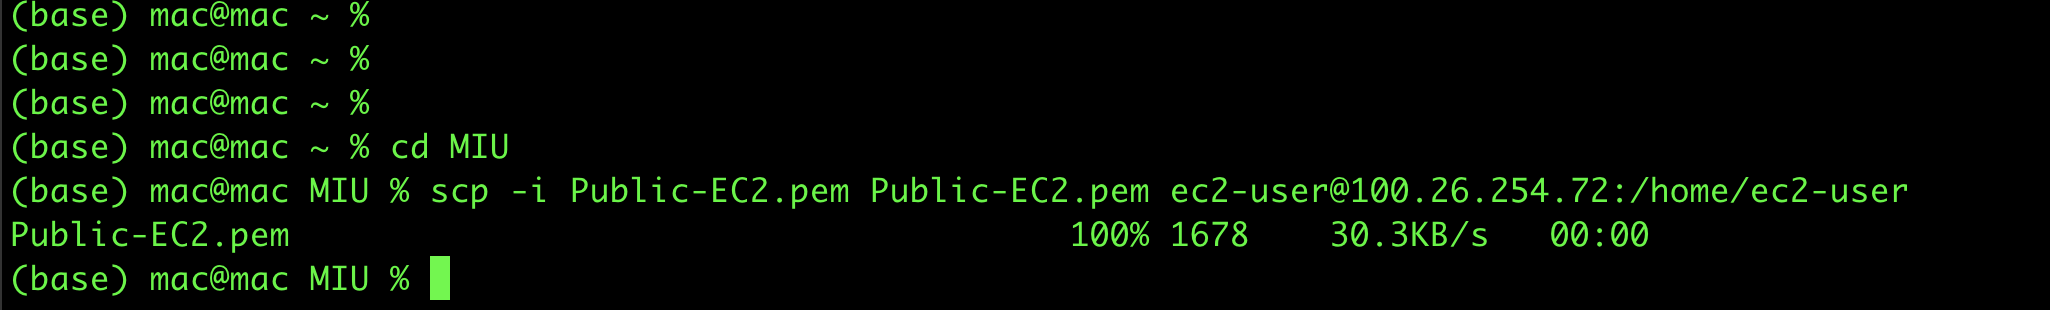 (base) mac@mac ~ %
(base) mac@mac ~ %
(base) mac@mac ~ %
(base) mac@mac ~ % cd MIU
(base) mac@mac MIU % scp -i Public-EC2.pem Public-EC2.pem ec2-user@100.26.254.72:/home/ec2-user
Public-EC2.pem 100% 1678 30.3KB/s 00:00
(base) mac@mac MIU %